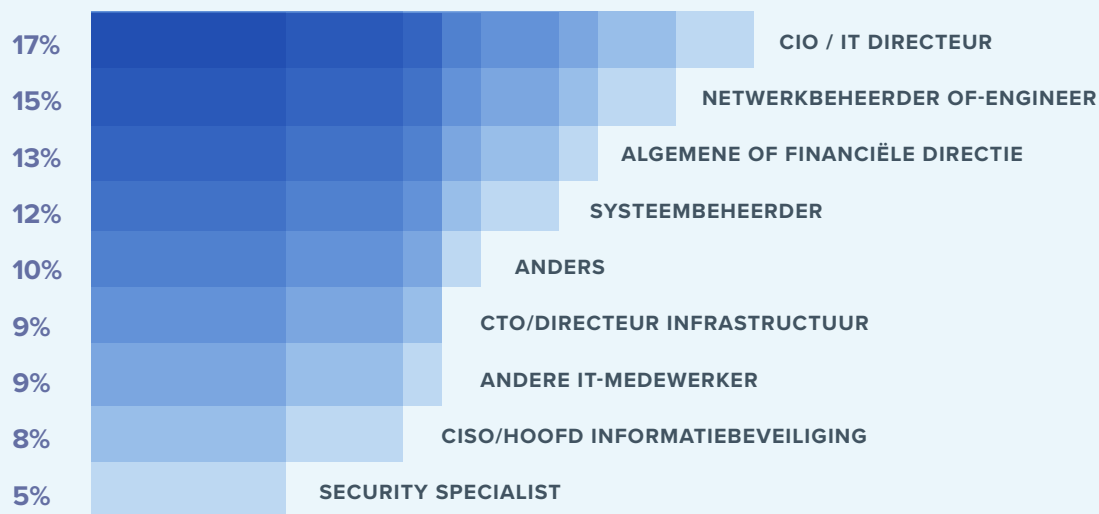 17% CIO / IT DIRECTEUR
15% NETWERKBEHEERDER OF-ENGINEER
13% ALGEMENE OF FINANCIËLE DIRECTIE
12% SYSTEEMBEHEERDER
10% ANDERS
9% CTO/DIRECTEUR INFRASTRUCTUUR
9% ANDERE IT-MEDEWERKER
8% CISO/HOOFD INFORMATIEBEVEILIGING
5% SECURITY SPECIALIST